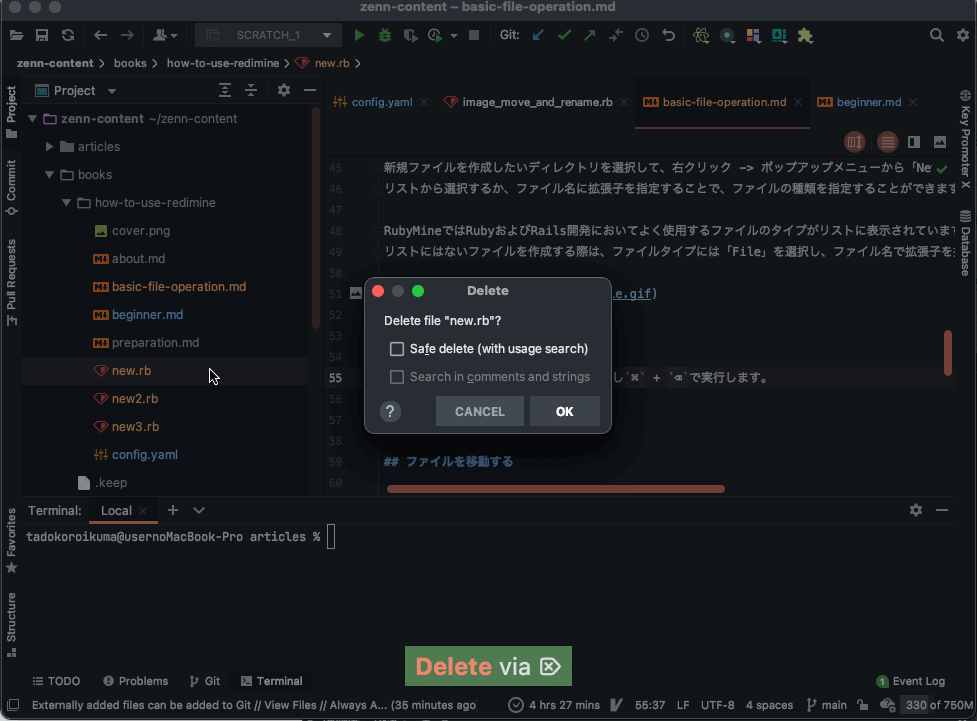 zenn-content – basic-file-operation.md
SCRATCH_1
Git:
zenn-content
books
how-to-use-redimine
new.rb
Project
config.yaml
image_move_and_rename.rb
basic-file-operation.md
beginner.md
Project
Commit
Pull Requests
Favorites
Structure
Key Promoter X
Database
zenn-content ~/zenn-content
articles
books
how-to-use-redimine
cover.png
about.md
basic-file-operation.md
beginner.md
preparation.md
new.rb
new2.rb
new3.rb
config.yaml
.keep
45 新規ファイルを作成したいディレクトリを選択して、右クリック -> ポップアップメニューから「Ne
46 リストから選択するか、ファイル名に拡張子を指定することで、ファイルの種類を指定することができます
47
48 RubyMineではRubyおよびRails開発においてよく使用するファイルのタイプがリストに表示されています
49 リストにはないファイルを作成する際は、ファイルタイプには「File」を選択し、ファイル名で拡張子を
50
51 e.gif)
52
53
54
55 し`⌘` + `⌫`で実行します。
56
57
58
59 ## ファイルを移動する
60
Delete
Delete file "new.rb"?
Safe delete (with usage search)
Search in comments and strings
?
CANCEL
OK
Terminal:
Local
tadokoroikuma@usernoMacBook-Pro articles %
Delete via ⌦
TODO
Problems
Git
Terminal
1 Event Log
Externally added files can be added to Git // View Files // Always A... (35 minutes ago)
4 hrs 27 mins
55:37
LF
UTF-8
4 spaces
main
330 of 750M